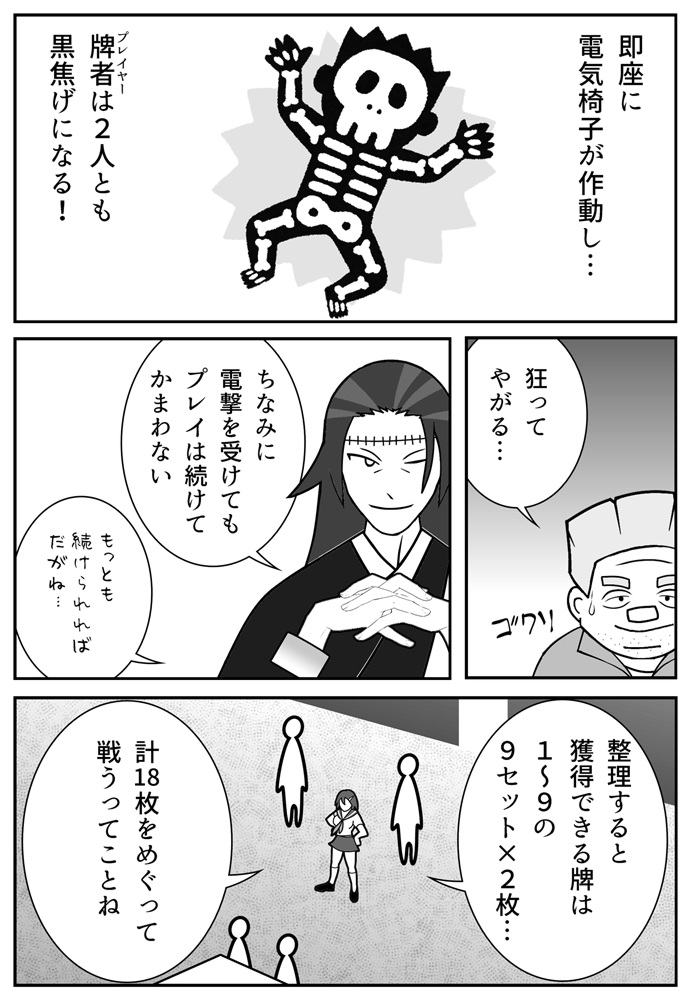 即座に
電気椅子が作動し…
プレイヤー
牌者は２人とも
黒焦げになる！
狂って
やがる…
ゴワリ
ちなみに
電撃を受けても
プレイは続けて
かまわない
もっとも
続けられれば
だがね…
整理すると
獲得できる牌は
１〜９の
９セット×２枚…
計18枚をめぐって
戦うってことね